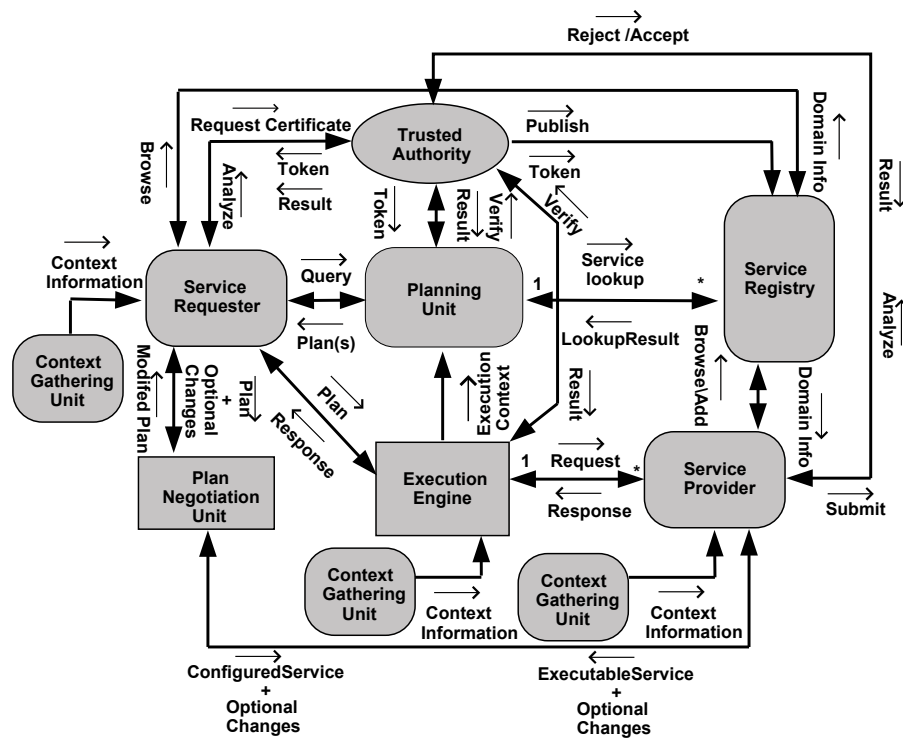 Reject /Accept
Request Certificate
Trusted
Authority
Publish
Token
Token
Result
Browse
Analyze
Token
Result
Verify
Verify
Domain Info
Result
Analyze
Context
Information
Service
Requester
Query
Plan(s)
Planning
Unit
1
Service
lookup
*
LookupResult
Service
Registry
Context
Gathering
Unit
Modifed Plan
Optional
Changes
+
Plan
Plan
Response
Execution
Context
Result
Browse\Add
Domain Info
Plan
Negotiation
Unit
Execution
Engine
1
Request
*
Response
Service
Provider
Submit
Context
Gathering
Unit
Context
Information
Context
Gathering
Unit
Context
Information
ConfiguredService
+
Optional
Changes
ExecutableService
+
Optional
Changes